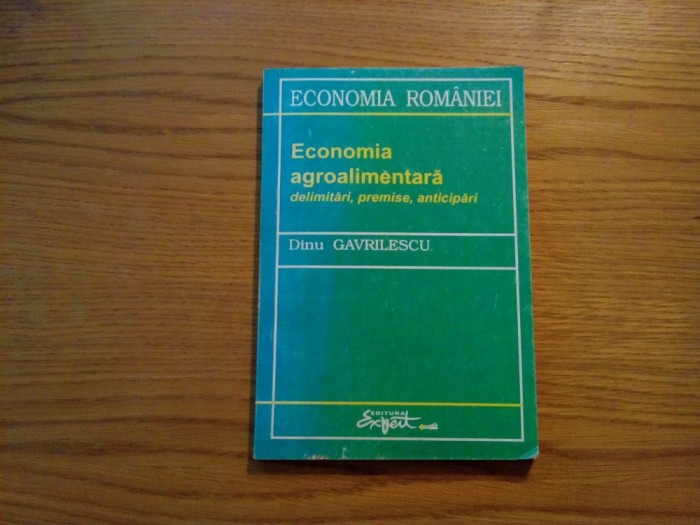 ECONOMIA ROMÂNIEI
Economia
agroalimentară
delimitări, premise, anticipări
Dinu GAVRILESCU
EDITURA
Expert